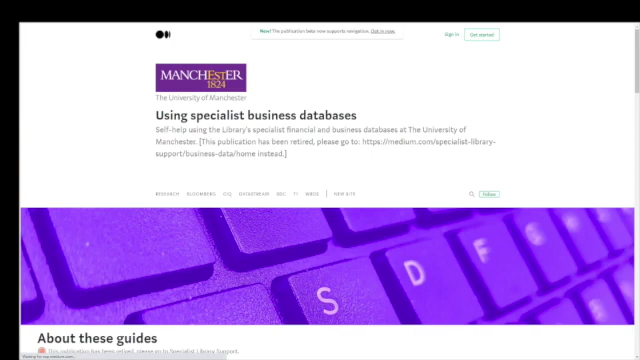 New! The publication beta now supports navigation. Opt in now.
Sign in
Get started
MANCHESTER
1824
The University of Manchester
Using specialist business databases
Self-help using the Library's specialist financial and business databases at The University of
Manchester. [This publication has been retired, please go to: https://medium.com/specialist-library-
support/business-data/home instead.]
RESEARCH BLOOMBERG CIQ DATASTREAM T1 WRDS NEW SITE
Follow
S D F G
About these guides
This publication has been retired, please go to Specialist Library Support.